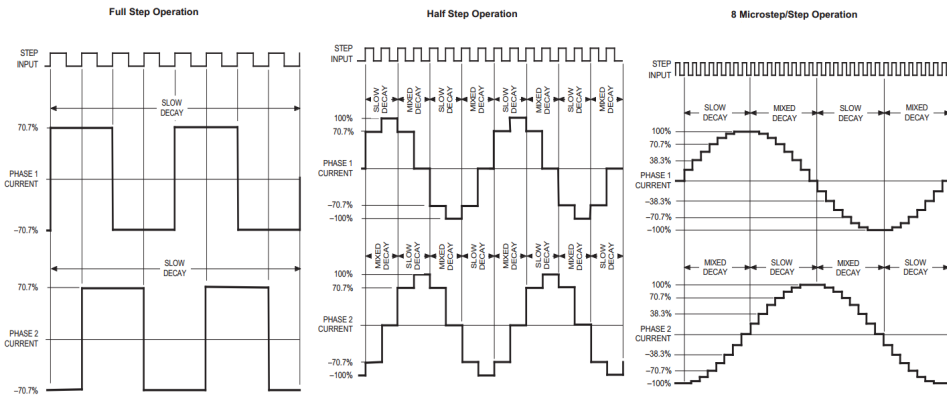 Full Step Operation
STEP
INPUT
SLOW
DECAY
70.7%
PHASE 1
CURRENT
–70.7%
SLOW
DECAY
70.7%
PHASE 2
CURRENT
–70.7%
Half Step Operation
STEP
INPUT
SLOW
DECAY
MIXED
DECAY
SLOW
DECAY
MIXED
DECAY
SLOW
DECAY
MIXED
DECAY
SLOW
DECAY
MIXED
DECAY
100%
70.7%
PHASE 1
CURRENT
–70.7%
–100%
MIXED
DECAY
SLOW
DECAY
MIXED
DECAY
SLOW
DECAY
MIXED
DECAY
SLOW
DECAY
MIXED
DECAY
SLOW
DECAY
100%
70.7%
PHASE 2
CURRENT
–70.7%
–100%
8 Microstep/Step Operation
STEP
INPUT
SLOW
DECAY
MIXED
DECAY
SLOW
DECAY
MIXED
DECAY
100%
70.7%
38.3%
PHASE 1
CURRENT
–38.3%
–70.7%
–100%
MIXED
DECAY
SLOW
DECAY
MIXED
DECAY
SLOW
DECAY
100%
70.7%
38.3%
PHASE 2
CURRENT
–38.3%
–70.7%
–100%